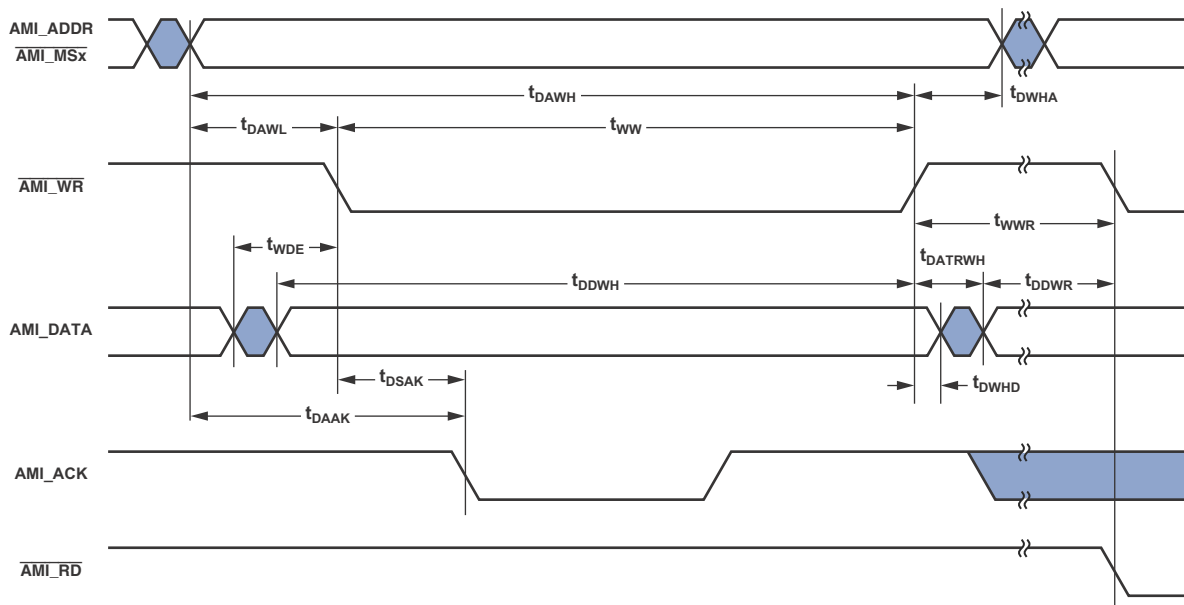 AMI_ADDR
AMI_MSx
tDAWH
tDWHA
tDAWL
tWW
AMI_WR
tWWR
tWDE
tDATRWH
tDDWH
tDDWR
AMI_DATA
tDSAK
tDWHD
tDAAK
AMI_ACK
AMI_RD